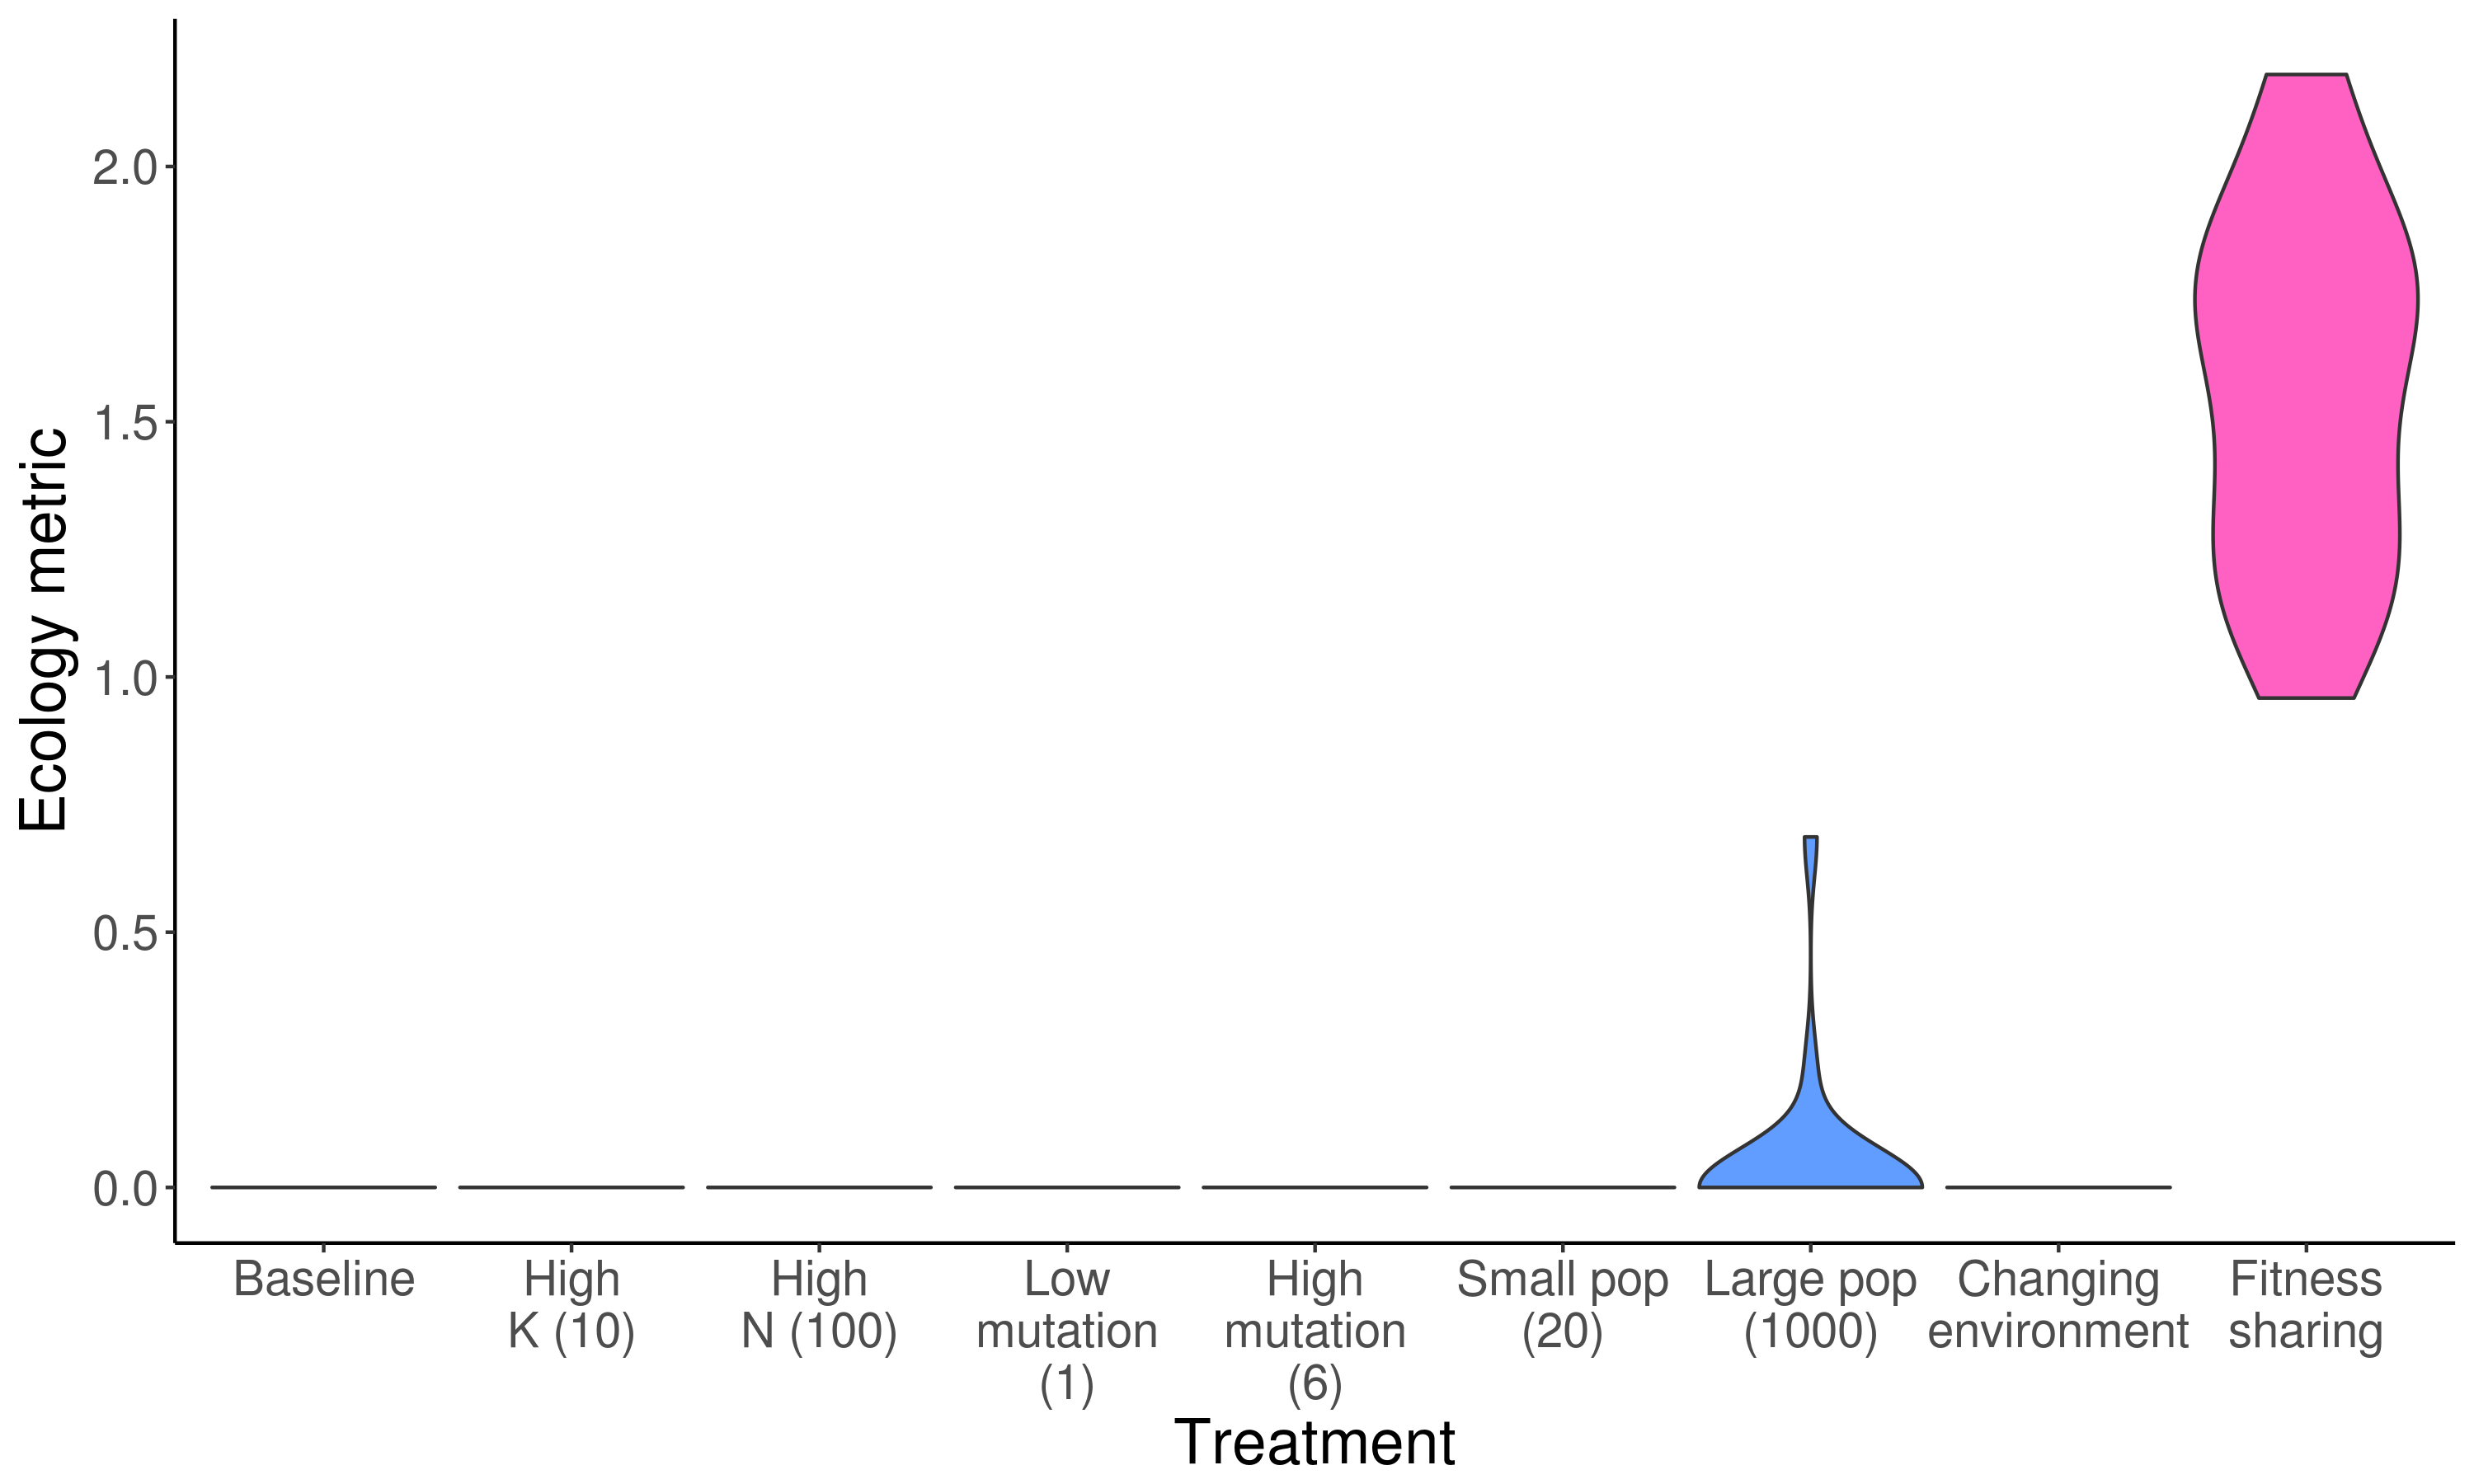 Ecology metric
2.0
1.5
1.0
0.5
0.0
Baseline
High
K (10)
High
N (100)
Low
mutation
(1)
High
mutation
(6)
Small pop
(20)
Large pop
(1000)
Changing
environment
Fitness
sharing
Treatment